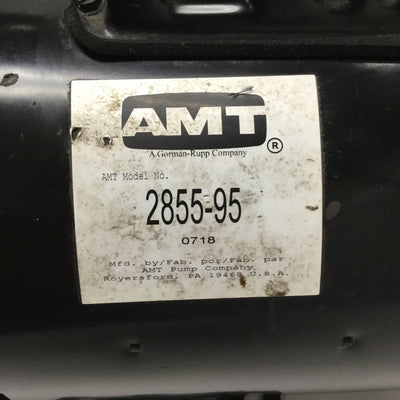 AMT
A Gorman-Rupp Company
®
AMT Model No.
2855-95
0718
Mfd. by/Fab. por/Fab. par
AMT Pump Company
Royersford, PA 19468 U.S.A.